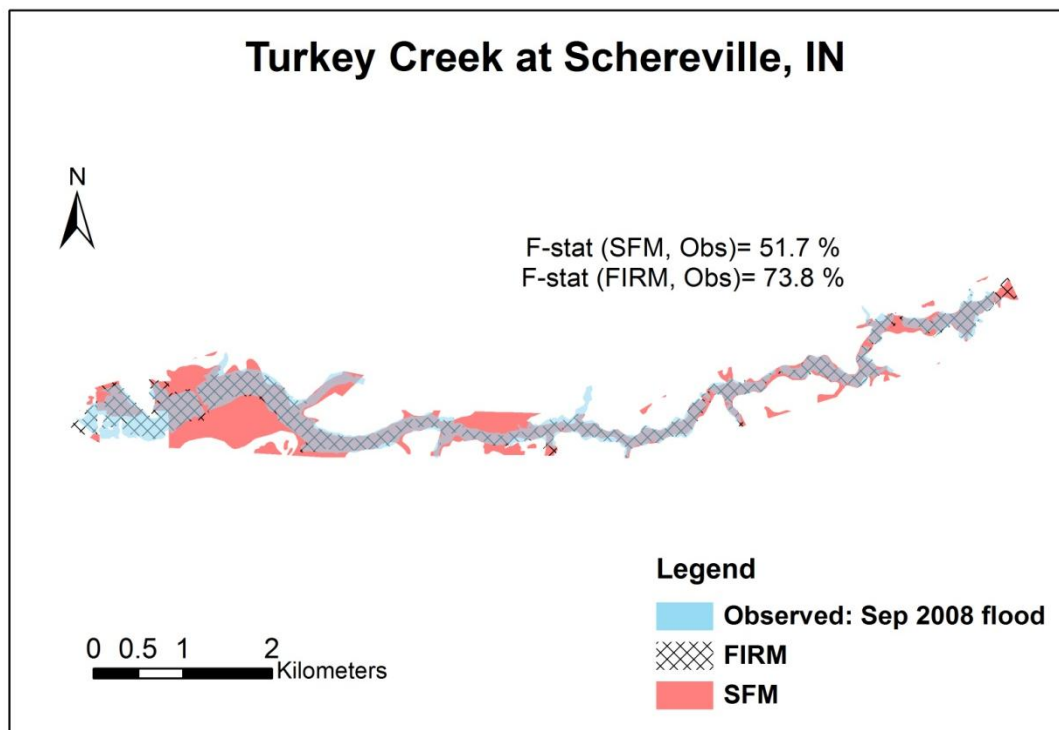 Turkey Creek at Schereville, IN
N
F-stat (SFM, Obs)= 51.7 %
F-stat (FIRM, Obs)= 73.8 %
Legend
Observed: Sep 2008 flood
FIRM
SFM
0 0.5 1 2
Kilometers